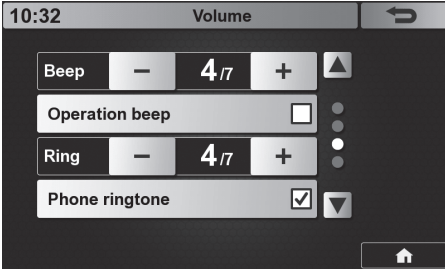 10:32 Volume
Beep − 4/7 +
Operation beep
Ring − 4/7 +
Phone ringtone